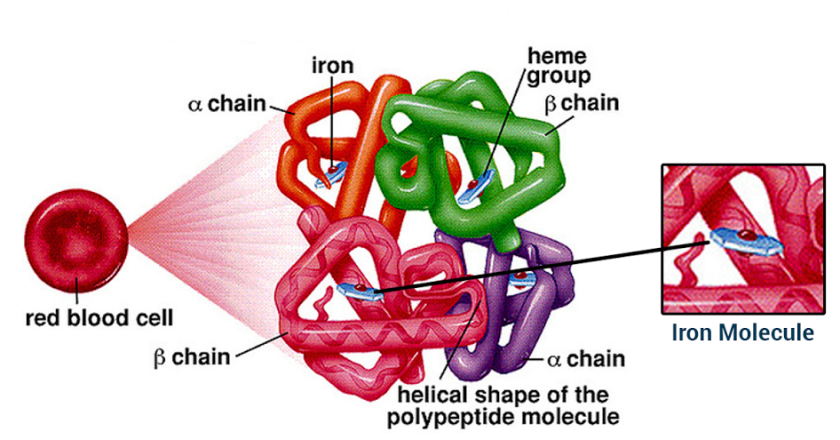 iron
heme
group
α chain
β chain
red blood cell
Iron Molecule
β chain
α chain
helical shape of the
polypeptide molecule